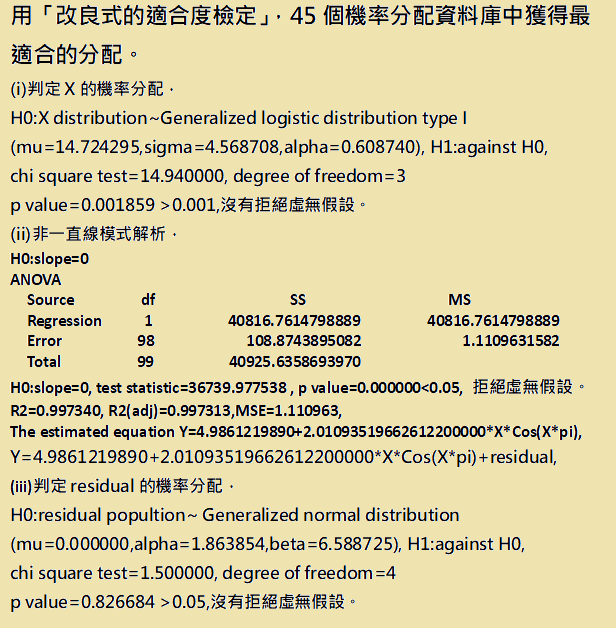 用「改良式的適合度檢定」，45 個機率分配資料庫中獲得最
適合的分配。
(i)判定 X 的機率分配，
H0:X distribution~Generalized logistic distribution type I
(mu=14.724295,sigma=4.568708,alpha=0.608740), H1:against H0,
chi square test=14.940000, degree of freedom=3
p value=0.001859 >0.001,沒有拒絕虛無假設。
(ii)非一直線模式解析，
H0:slope=0
ANOVA
Source df SS MS
Regression 1 40816.7614798889 40816.7614798889
Error 98 108.8743895082 1.1109631582
Total 99 40925.6358693970
H0:slope=0, test statistic=36739.977538 , p value=0.000000<0.05, 拒絕虛無假設。
R2=0.997340, R2(adj)=0.997313,MSE=1.110963,
The estimated equation Y=4.9861219890+2.01093519662612200000*X*Cos(X*pi),
Y=4.9861219890+2.01093519662612200000*X*Cos(X*pi)+residual,
(iii)判定 residual 的機率分配，
H0:residual popultion~ Generalized normal distribution
(mu=0.000000,alpha=1.863854,beta=6.588725), H1:against H0,
chi square test=1.500000, degree of freedom=4
p value=0.826684 >0.05,沒有拒絕虛無假設。